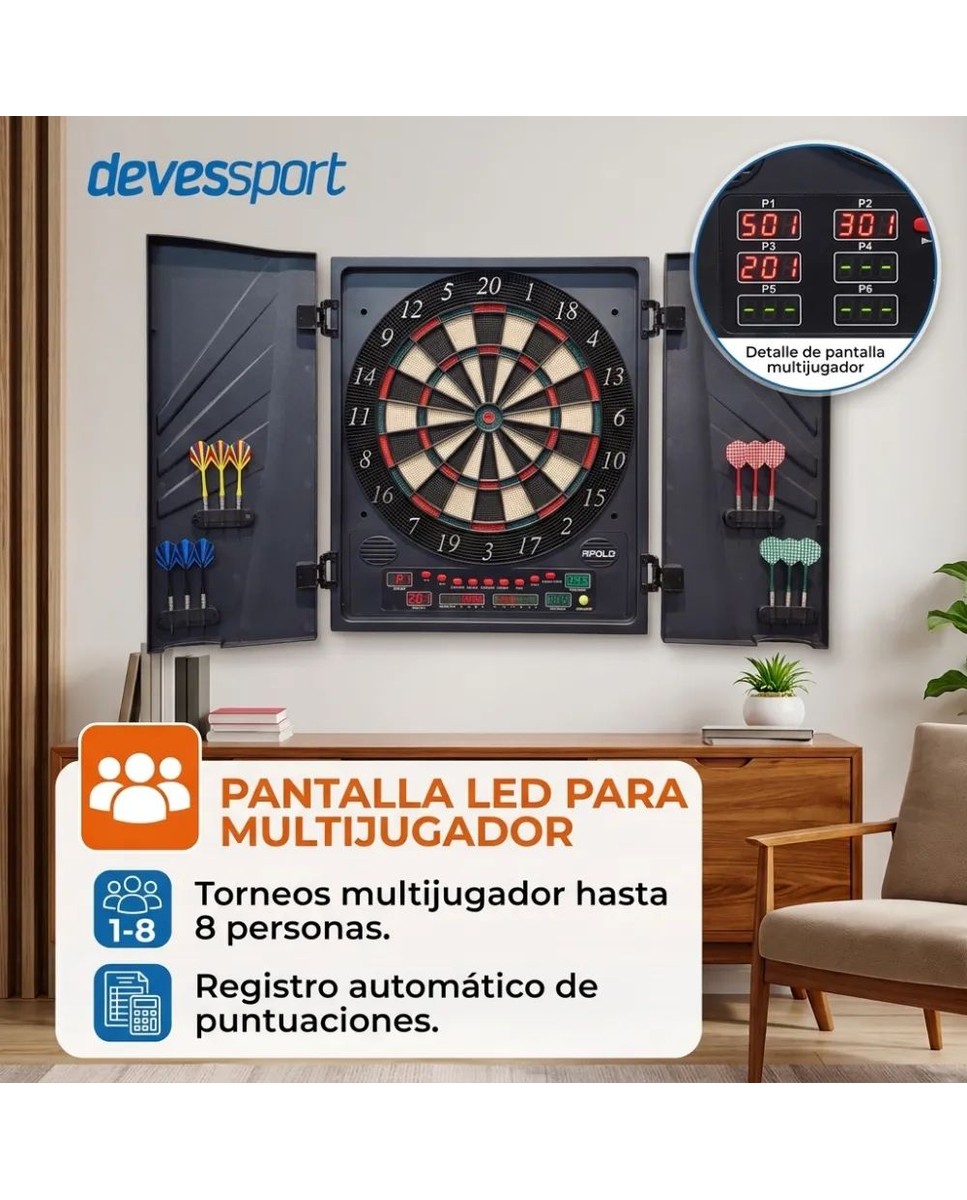 devessport
P1
P2
501
301
P3
P4
201
---
P5
P6
---
---
Detalle de pantalla
multijugador
5 20 1
12 18
9 4
14 13
11 6
8 10
16 15
7 2
19 3 17
APOLO
P1
PANTALLA LED PARA
MULTIJUGADOR
1-8
Torneos multijugador hasta
8 personas.
Registro automático de
puntuaciones.